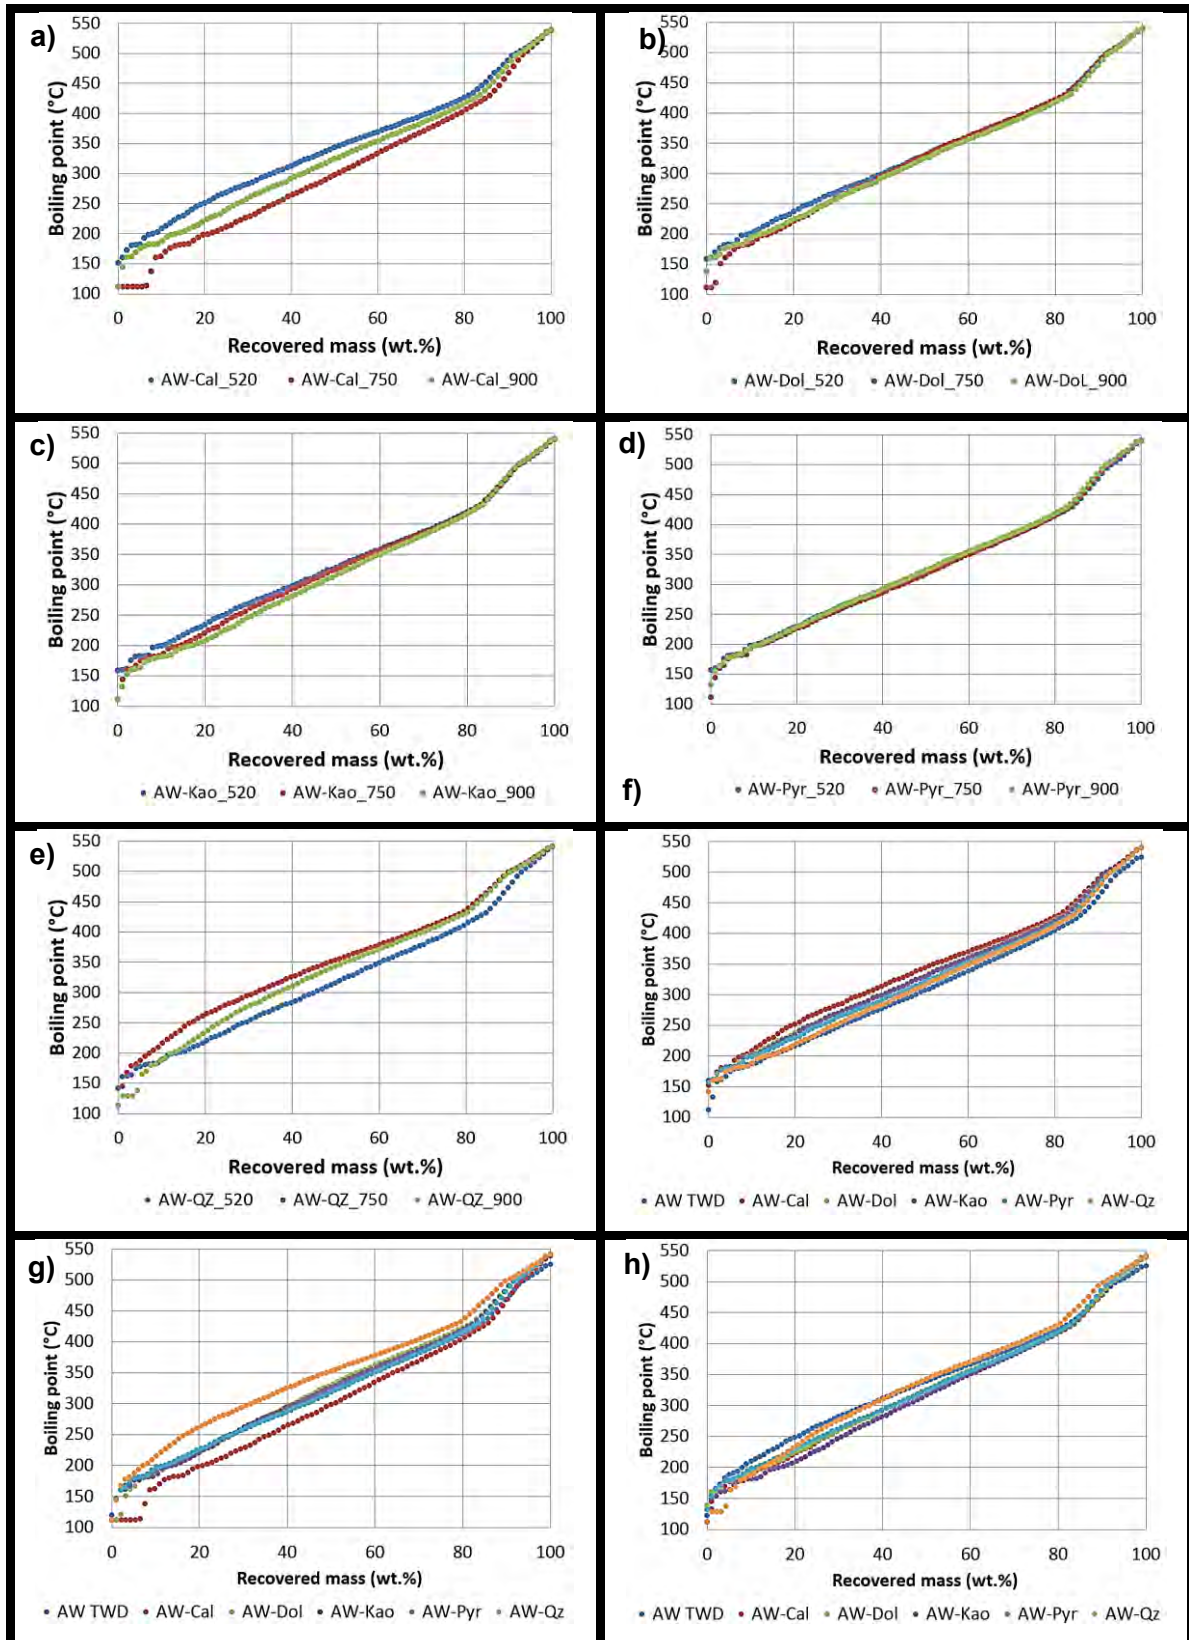 a)
550
500
450
400
350
300
250
200
150
100
Boiling point (°C)
0 20 40 60 80 100
Recovered mass (wt.%)
AW-Cal_520 AW-Cal_750 AW-Cal_900
b)
550
500
450
400
350
300
250
200
150
100
Boiling point (°C)
0 20 40 60 80 100
Recovered mass (wt.%)
AW-Dol_520 AW-Dol_750 AW-DoL_900
c)
550
500
450
400
350
300
250
200
150
100
Boiling point (°C)
0 20 40 60 80 100
Recovered mass (wt.%)
AW-Kao_520 AW-Kao_750 AW-Kao_900
d)
550
500
450
400
350
300
250
200
150
100
Boiling point (°C)
0 20 40 60 80 100
Recovered mass (wt.%)
AW-Pyr_520 AW-Pyr_750 AW-Pyr_900
f)
e)
550
500
450
400
350
300
250
200
150
100
Boiling point (°C)
0 20 40 60 80 100
Recovered mass (wt.%)
AW-QZ_520 AW-QZ_750 AW-QZ_900
550
500
450
400
350
300
250
200
150
100
Boiling point (°C)
0 20 40 60 80 100
Recovered mass (wt.%)
AW TWD AW-Cal AW-Dol AW-Kao AW-Pyr AW-Qz
g)
550
500
450
400
350
300
250
200
150
100
Boiling point (°C)
0 20 40 60 80 100
Recovered mass (wt.%)
AW TWD AW-Cal AW-Dol AW-Kao AW-Pyr AW-Qz
h)
550
500
450
400
350
300
250
200
150
100
Boiling point (°C)
0 20 40 60 80 100
Recovered mass (wt.%)
AW TWD AW-Cal AW-Dol AW-Kao AW-Pyr AW-Qz